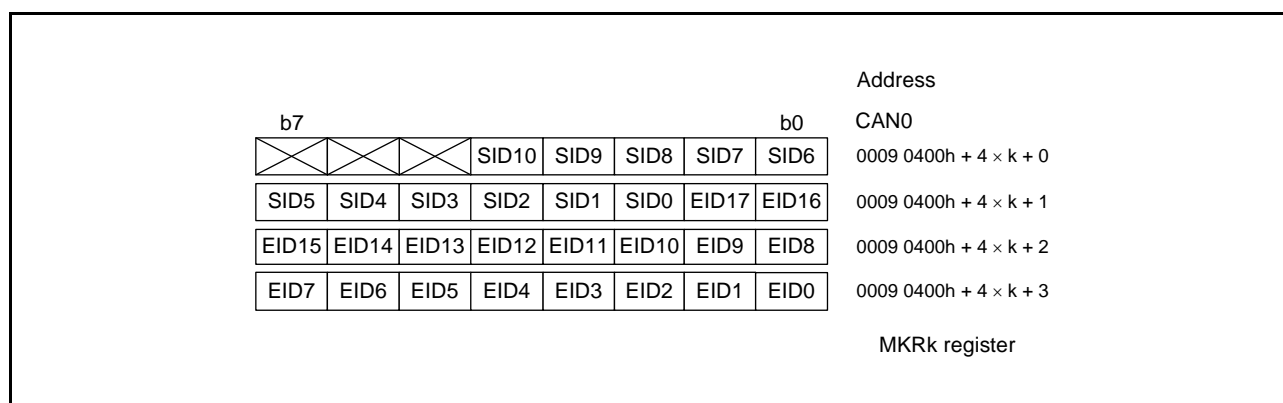 Address
b7 b0 CAN0
SID10 SID9 SID8 SID7 SID6 0009 0400h + 4 × k + 0
SID5 SID4 SID3 SID2 SID1 SID0 EID17 EID16 0009 0400h + 4 × k + 1
EID15 EID14 EID13 EID12 EID11 EID10 EID9 EID8 0009 0400h + 4 × k + 2
EID7 EID6 EID5 EID4 EID3 EID2 EID1 EID0 0009 0400h + 4 × k + 3
MKRk register